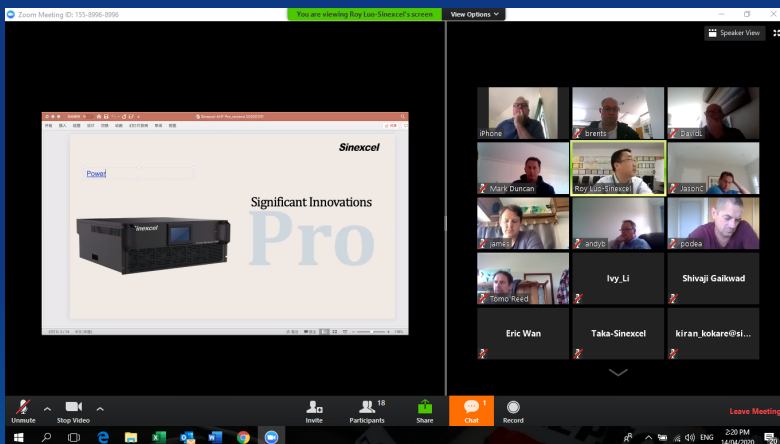 Zoom Meeting ID: 155-8996-8996
You are viewing Roy Luo-Sinexcel's screen
View Options
Speaker View
Sinexcel
Power
Significant Innovations
Pro
Sinexcel
iPhone
brents
DavidL
Mark Duncan
Roy Luo-Sinexcel
JasonC
james
andyb
podea
Tomo Reed
Ivy_Li
Shivaji Gaikwad
Eric Wan
Taka-Sinexcel
kiran_kokare@si...
Unmute
Stop Video
Invite
18
Participants
Share
1
Chat
Record
Leave Meeting
ENG
2:20 PM
14/04/2020